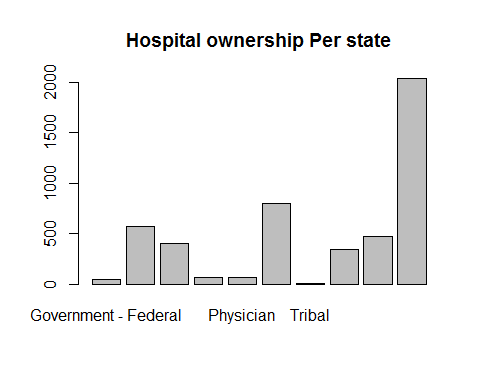 Hospital ownership Per state
2000
1500
1000
500
0
Government - Federal Physician Tribal